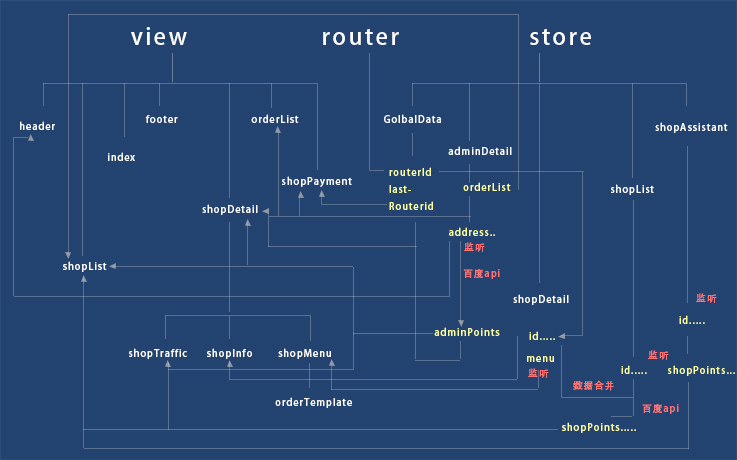 view
router
store
header
footer
orderList
GolbalData
shopAssistant
index
adminDetail
routerId
last-
Routerid
orderList
shopPayment
shopList
shopDetail
address..
监听
百度api
shopList
shopDetail
监听
id.....
adminPoints
id.....
menu
监听
shopTraffic
shopInfo
shopMenu
监听
id.....
shopPoints...
数据合并
orderTemplate
百度api
shopPoints.....